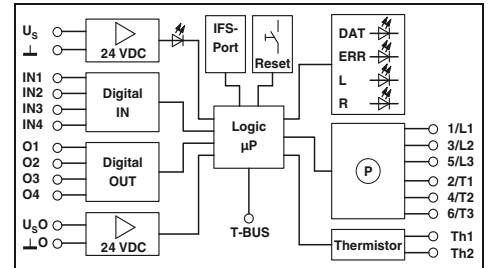 US
24 VDC
IFS-
Port
Reset
DAT
ERR
L
R
IN1
IN2
IN3
IN4
Digital
IN
Logic
µP
O1
O2
O3
O4
Digital
OUT
P
1/L1
3/L2
5/L3
2/T1
4/T2
6/T3
USO
O
24 VDC
T-BUS
Thermistor
Th1
Th2